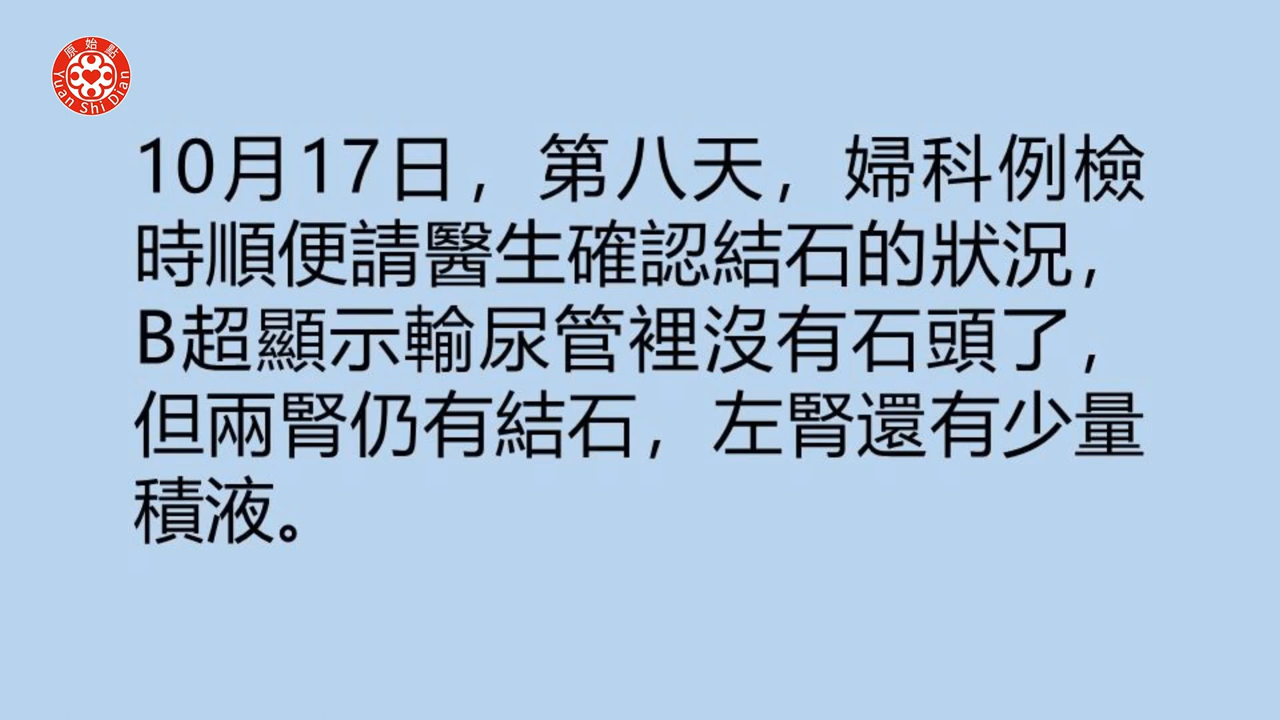 原始點
Yuan Shi Dian
10月17日，第八天，婦科例檢
時順便請醫生確認結石的狀況，
B超顯示輸尿管裡沒有石頭了，
但兩腎仍有結石，左腎還有少量
積液。